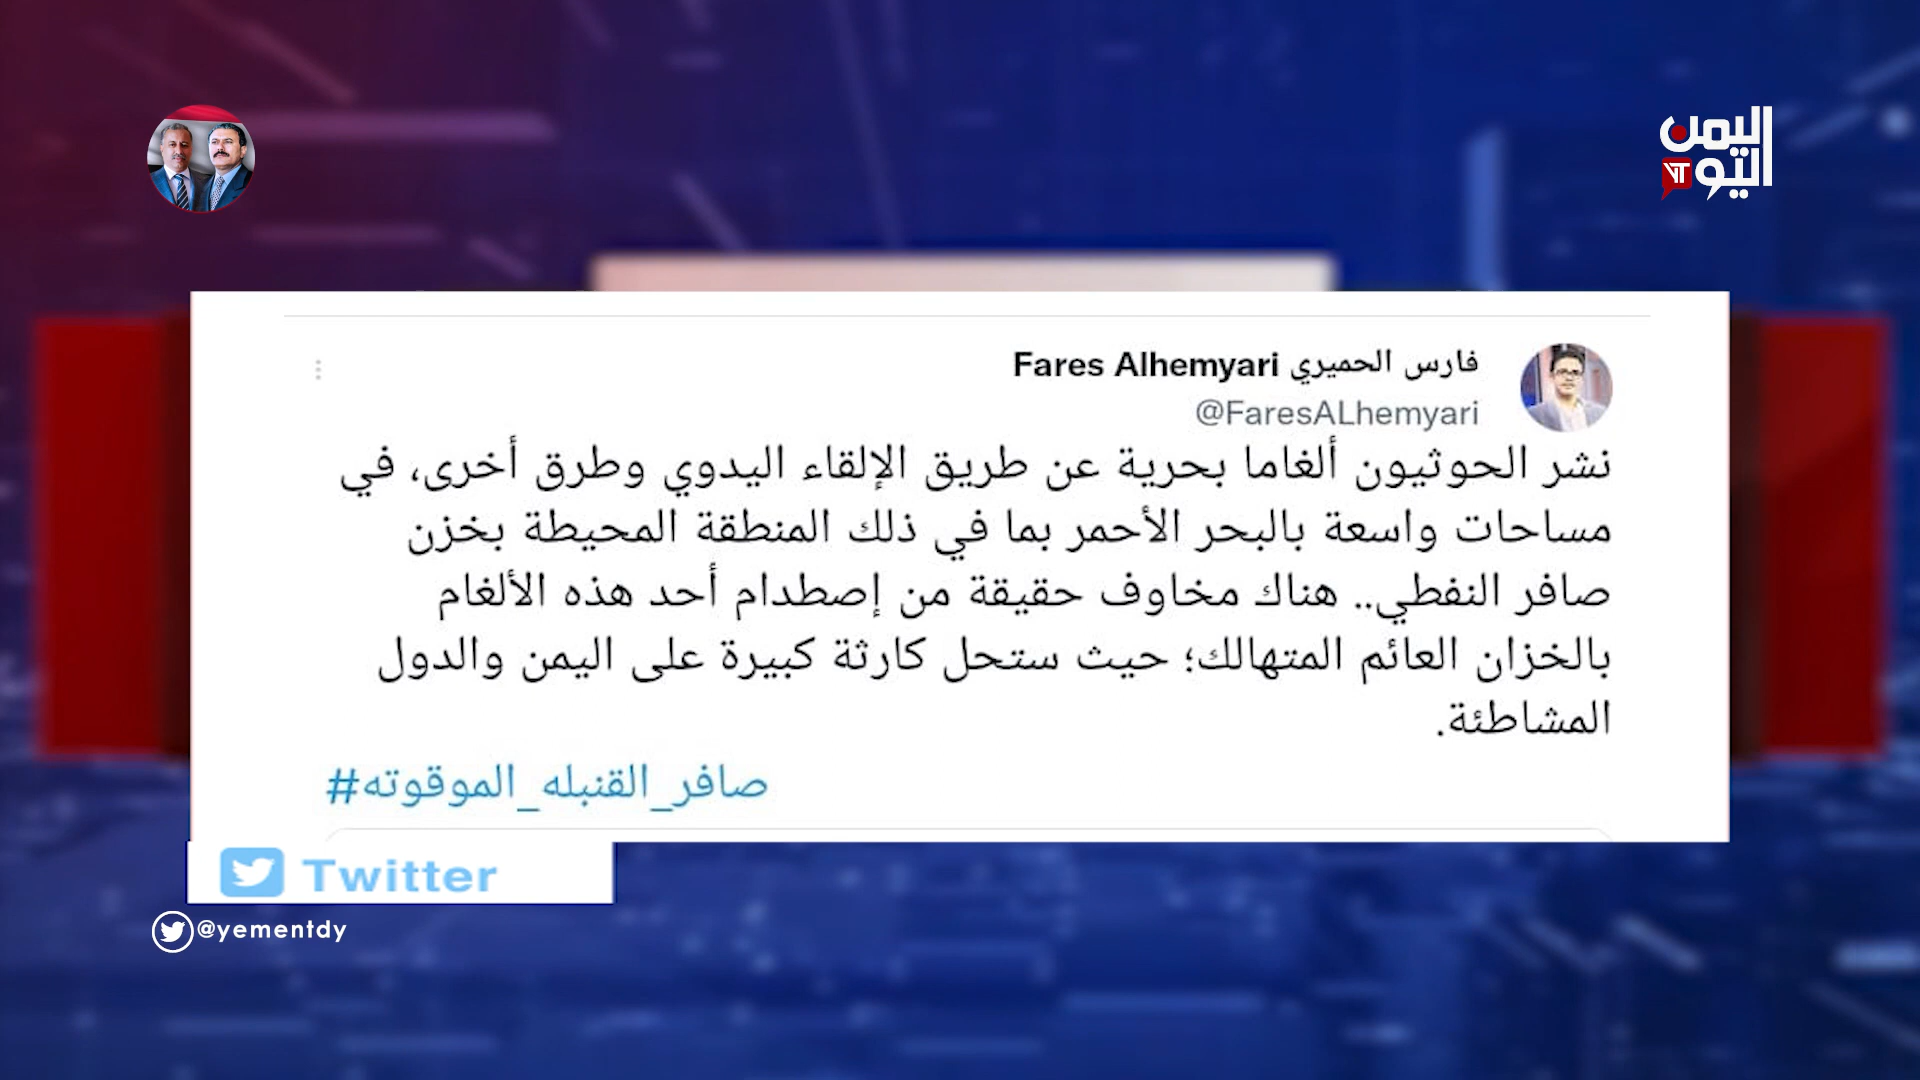 اليمن
اليوم
YT
فارس الحميري Fares Alhemyari
@FaresALhemyari
نشر الحوثيون ألغاما بحرية عن طريق الإلقاء اليدوي وطرق أخرى، في
مساحات واسعة بالبحر الأحمر بما في ذلك المنطقة المحيطة بخزن
صافر النفطي.. هناك مخاوف حقيقة من إصطدام أحد هذه الألغام
بالخزان العائم المتهالك؛ حيث ستحل كارثة كبيرة على اليمن والدول
المشاطئة.
#صافر_القنبله_الموقوته
Twitter
@yementdy